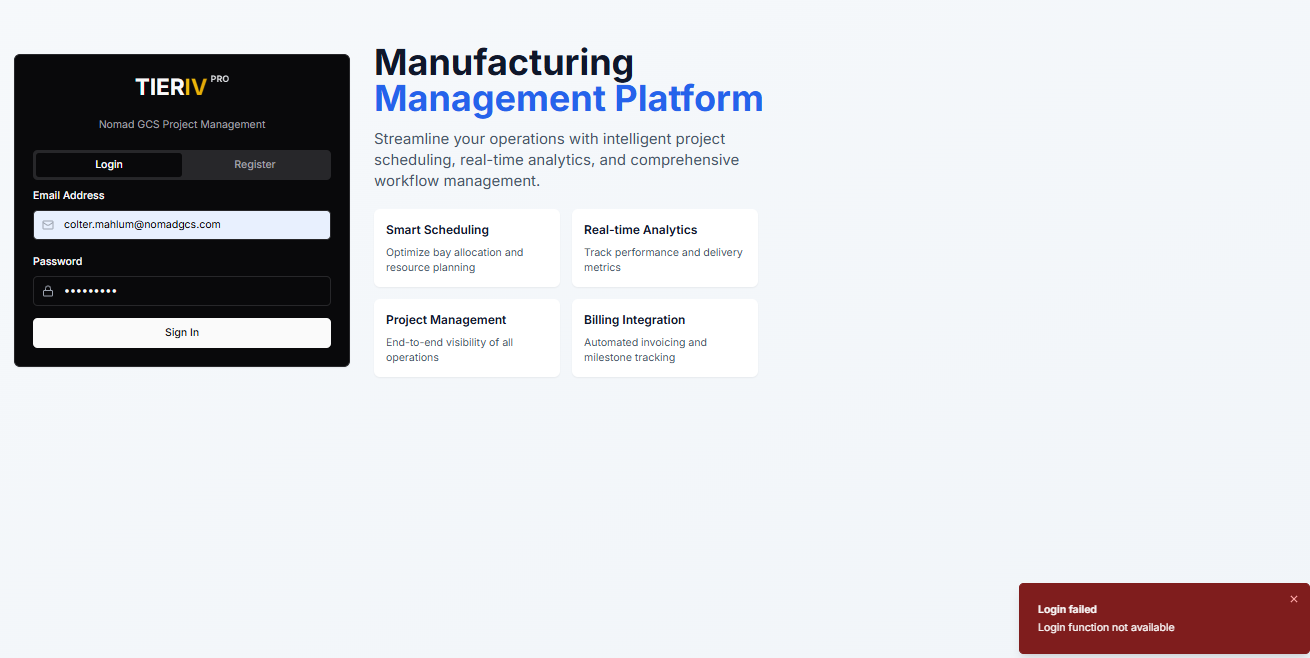 TIERIV PRO
Nomad GCS Project Management
Login
Register
Email Address
colter.mahlum@nomadgcs.com
Password
•••••••••
Sign In
Manufacturing
Management Platform
Streamline your operations with intelligent project
scheduling, real-time analytics, and comprehensive
workflow management.
Smart Scheduling
Optimize bay allocation and
resource planning
Real-time Analytics
Track performance and delivery
metrics
Project Management
End-to-end visibility of all
operations
Billing Integration
Automated invoicing and
milestone tracking
Login failed
Login function not available